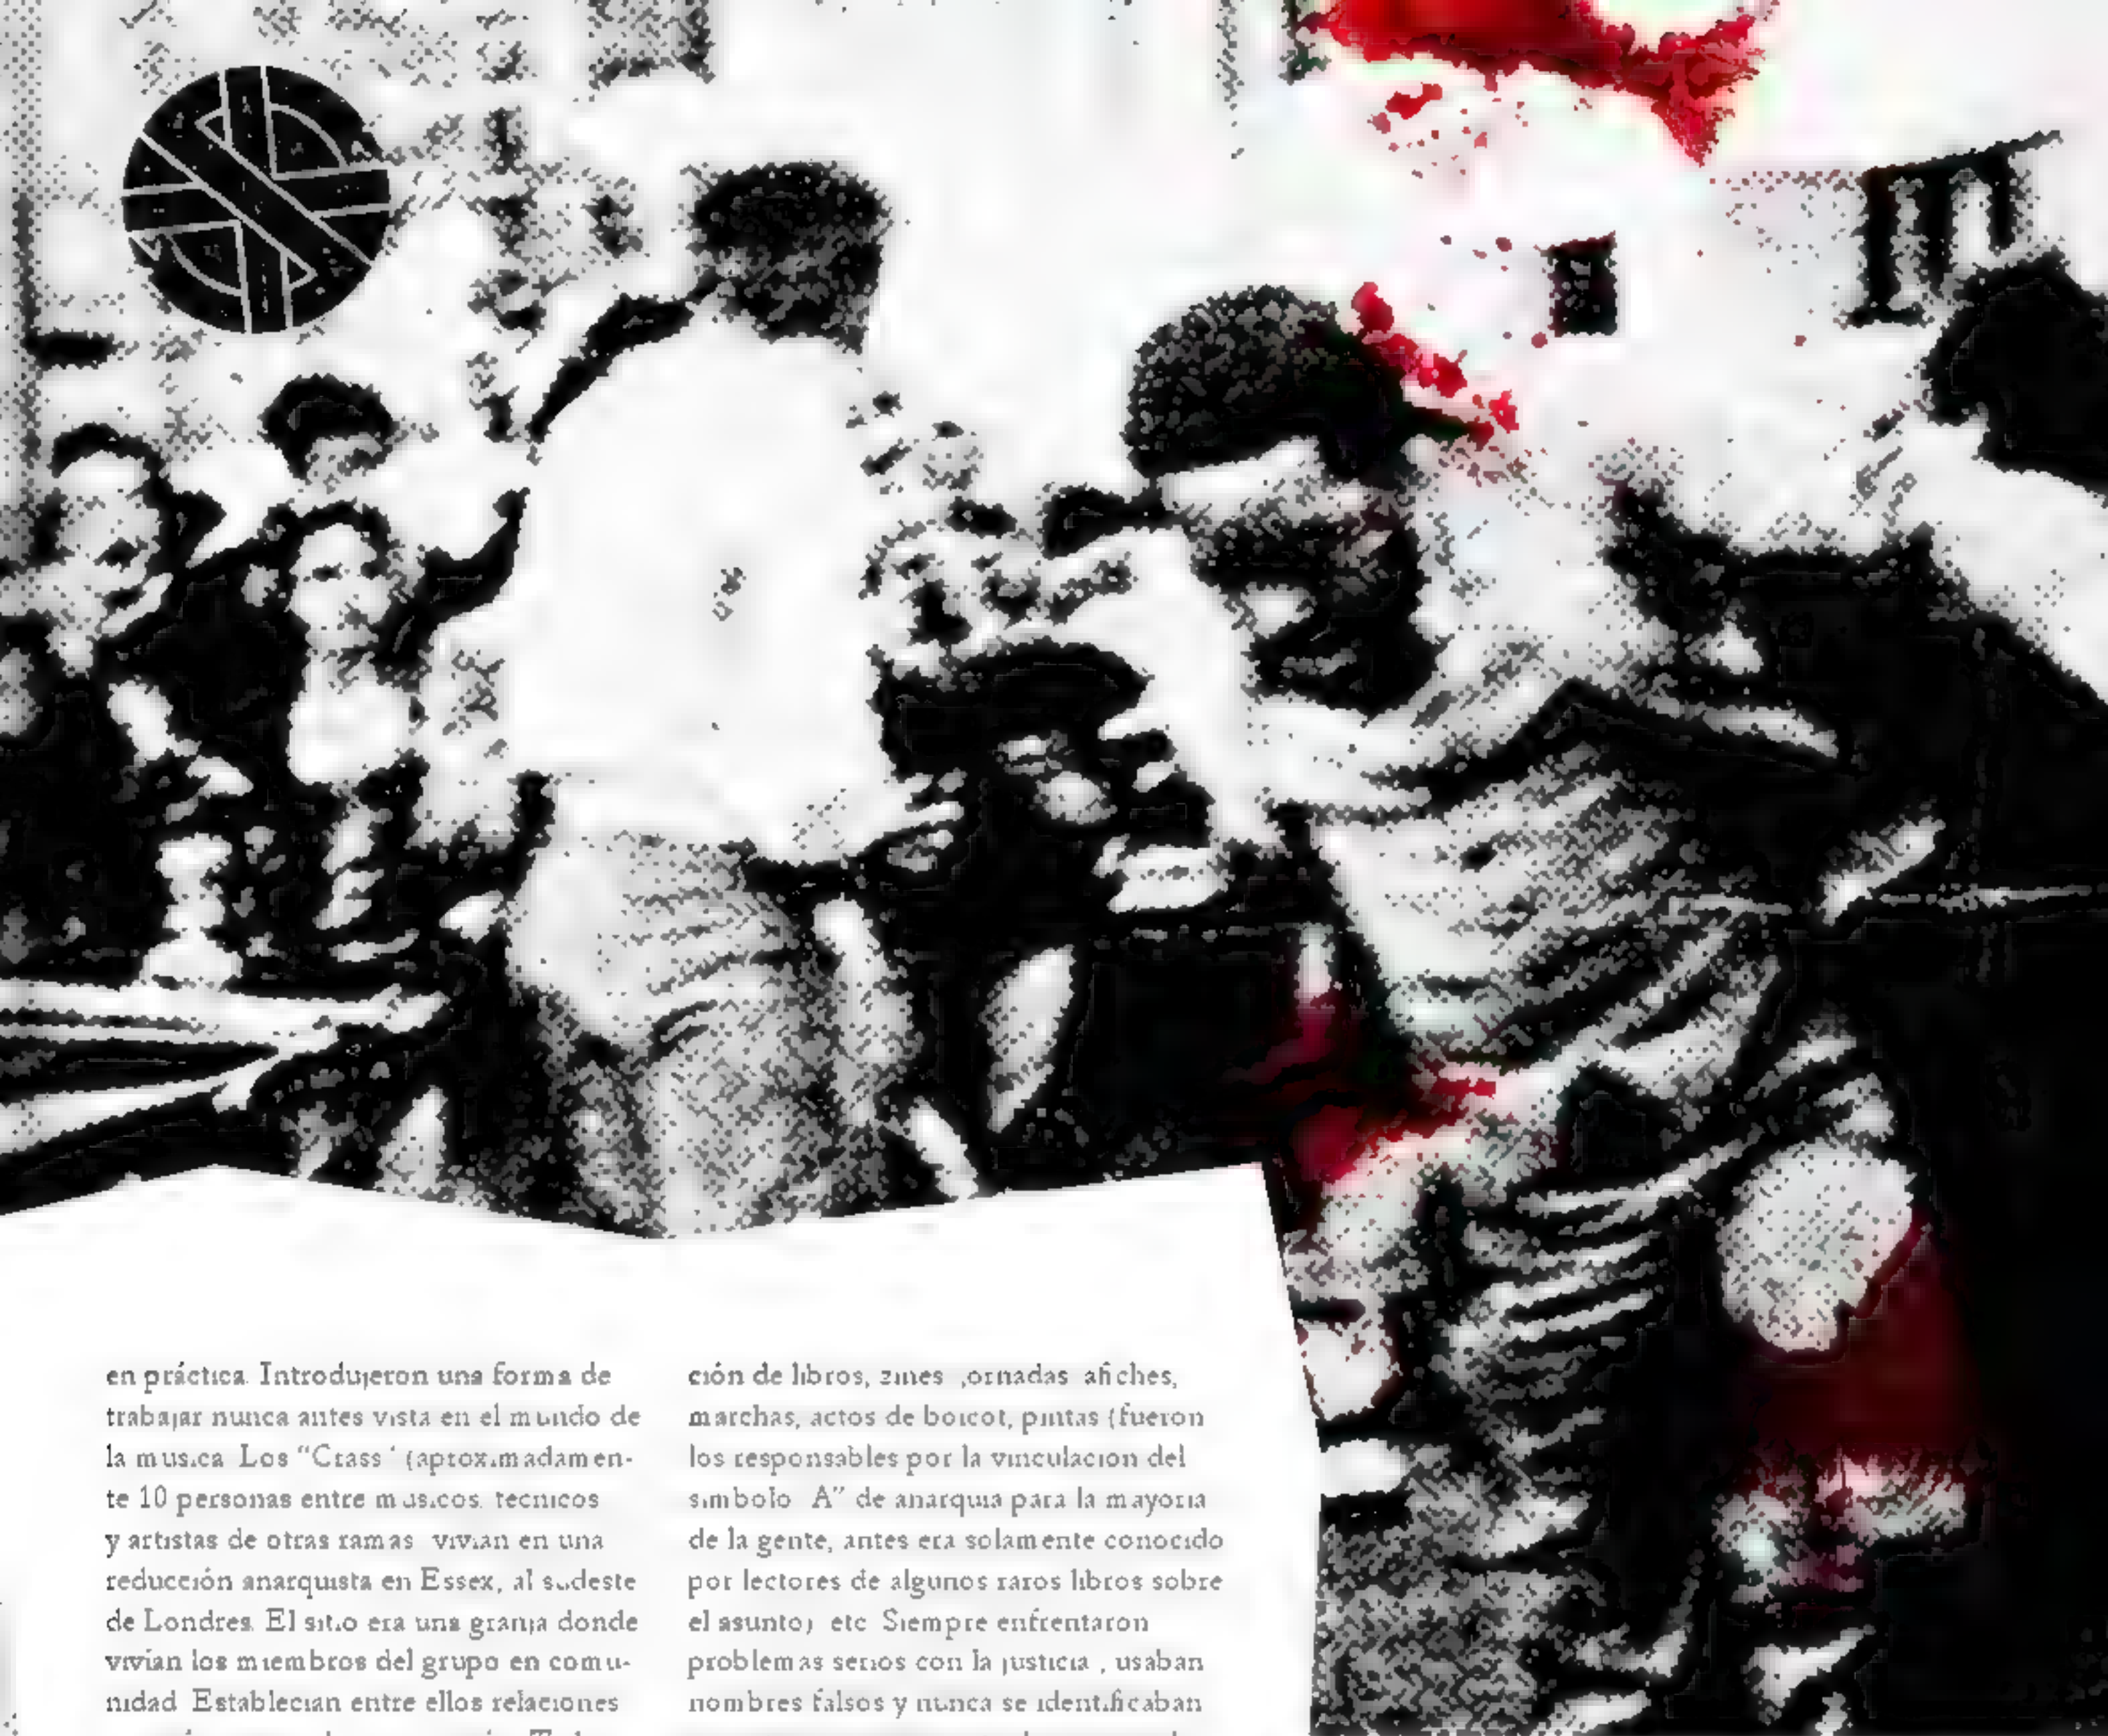 en práctica. Introdujeron una forma de
trabajar nunca antes vista en el mundo de
la musica. Los "Crass" (aproximadamen-
te 10 personas entre musicos, tecnicos
y artistas de otras ramas vivian en una
reducción anarquista en Essex, al sudeste
de Londres. El sitio era una granja donde
vivían los miembros del grupo en comu-
nidad. Establecian entre ellos relaciones
ción de libros, zines, jornadas, afiches,
marchas, actos de boicot, pintas (fueron
los responsables por la vinculacion del
simbolo "A" de anarquia para la mayoria
de la gente, antes era solamente conocido
por lectores de algunos raros libros sobre
el asunto) etc. Siempre enfrentaron
problemas serios con la justicia, usaban
nombres falsos y nunca se identificaban